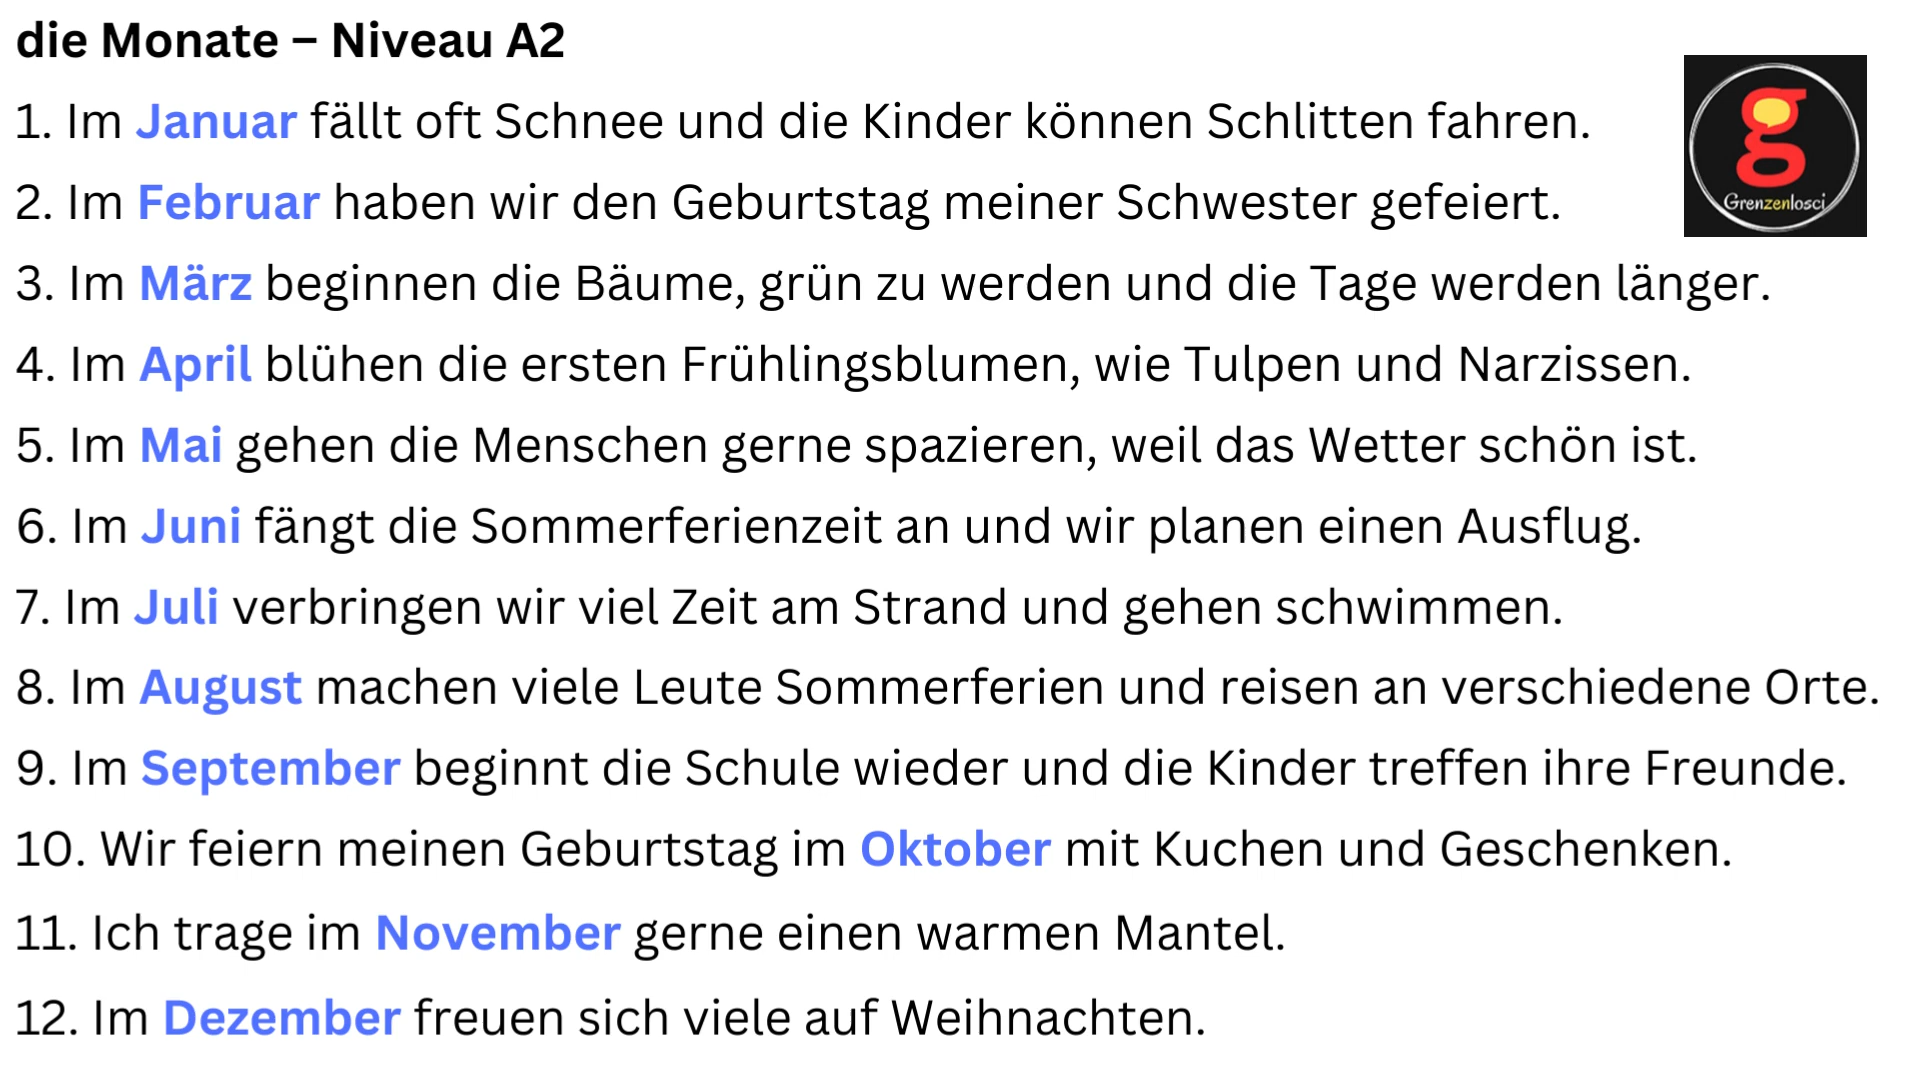 die Monate – Niveau A2
1. Im Januar fällt oft Schnee und die Kinder können Schlitten fahren.
2. Im Februar haben wir den Geburtstag meiner Schwester gefeiert.
g
Grenzenlosci
3. Im März beginnen die Bäume, grün zu werden und die Tage werden länger.
4. Im April blühen die ersten Frühlingsblumen, wie Tulpen und Narzissen.
5. Im Mai gehen die Menschen gerne spazieren, weil das Wetter schön ist.
6. Im Juni fängt die Sommerferienzeit an und wir planen einen Ausflug.
7. Im Juli verbringen wir viel Zeit am Strand und gehen schwimmen.
8. Im August machen viele Leute Sommerferien und reisen an verschiedene Orte.
9. Im September beginnt die Schule wieder und die Kinder treffen ihre Freunde.
10. Wir feiern meinen Geburtstag im Oktober mit Kuchen und Geschenken.
11. Ich trage im November gerne einen warmen Mantel.
12. Im Dezember freuen sich viele auf Weihnachten.